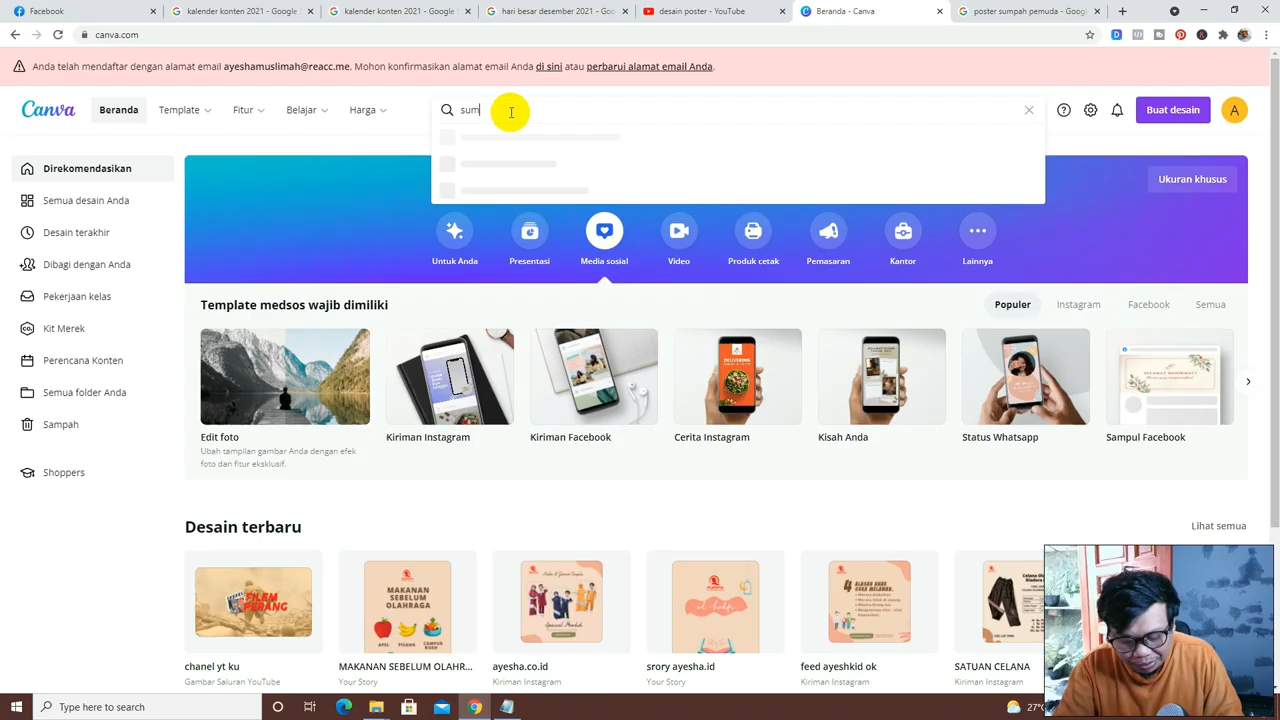 Facebook
kalender konten 2021 - Google S
kalender konten 2021 - Google S
hari besar desember 2021 - Goo
desain poster - YouTube
Beranda - Canva
poster sumpah pemuda - Google
canva.com
Anda telah mendaftar dengan alamat email ayeshamuslimah@reacc.me. Mohon konfirmasikan alamat email Anda di sini atau perbarui alamat email Anda.
Canva
Beranda
Template
Fitur
Belajar
Harga
sum
Buat desain
A
Direkomendasikan
Semua desain Anda
Desain terakhir
Dibagi dengan Anda
Pekerjaan kelas
Kit Merek
Perencana Konten
Semua folder Anda
Sampah
Shoppers
Ukuran khusus
Untuk Anda
Presentasi
Media sosial
Video
Produk cetak
Pemasaran
Kantor
Lainnya
Template medsos wajib dimiliki
Populer
Instagram
Facebook
Semua
Edit foto
Ubah tampilan gambar Anda dengan efek
foto dan fitur eksklusif.
Kiriman Instagram
Kiriman Facebook
DELIVERING
Cerita Instagram
Kisah Anda
Status Whatsapp
Sampul Facebook
Desain terbaru
Lihat semua
FILEM
PERANG
chanel yt ku
Gambar Saluran YouTube
MAKANAN
SEBELUM
OLAHRAGA
APEL
PISANG
CAMPUR
BUAH
MAKANAN SEBELUM OLAHR...
Your Story
ayesha.co.id
Kiriman Instagram
srory ayesha.id
Your Story
4
feed ayeshkid ok
Kiriman Instagram
SATUAN CELANA
Kiriman Instagram
Type here to search
27°C